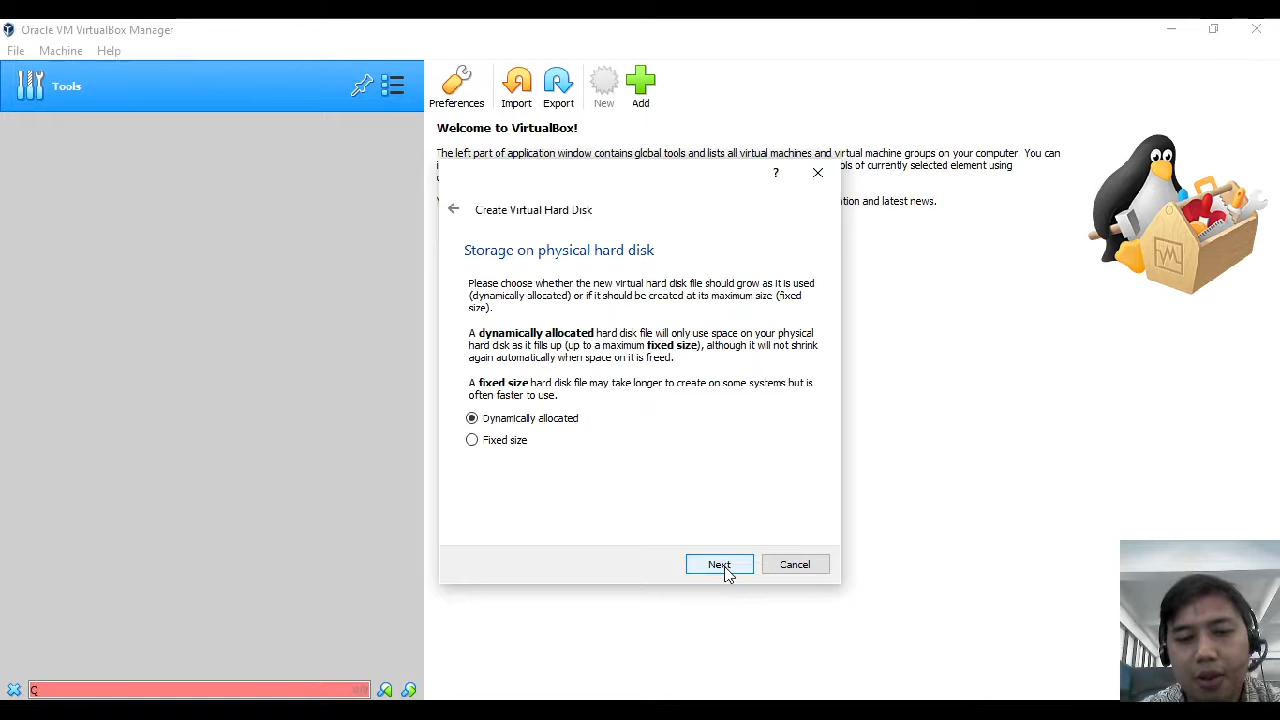 Oracle VM VirtualBox Manager
File Machine Help
Tools
Preferences Import Export New Add
Welcome to VirtualBox!
The left part of application window contains global tools and lists all virtual machines and virtual machine groups on your computer. You can
ols of currently selected element using
ation and latest news.
Create Virtual Hard Disk
Storage on physical hard disk
Please choose whether the new virtual hard disk file should grow as it is used
(dynamically allocated) or if it should be created at its maximum size (fixed
size).
A dynamically allocated hard disk file will only use space on your physical
hard disk as it fills up (up to a maximum fixed size), although it will not shrink
again automatically when space on it is freed.
A fixed size hard disk file may take longer to create on some systems but is
often faster to use.
Dynamically allocated
Fixed size
Next Cancel